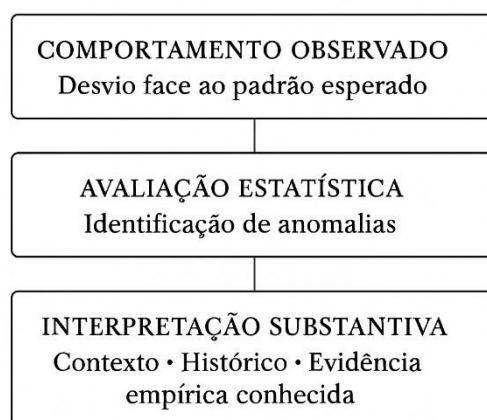 COMPORTAMENTO OBSERVADO
Desvio face ao padrão esperado
AVALIAÇÃO ESTATÍSTICA
Identificação de anomalias
INTERPRETAÇÃO SUBSTANTIVA
Contexto • Histórico • Evidência
empírica conhecida